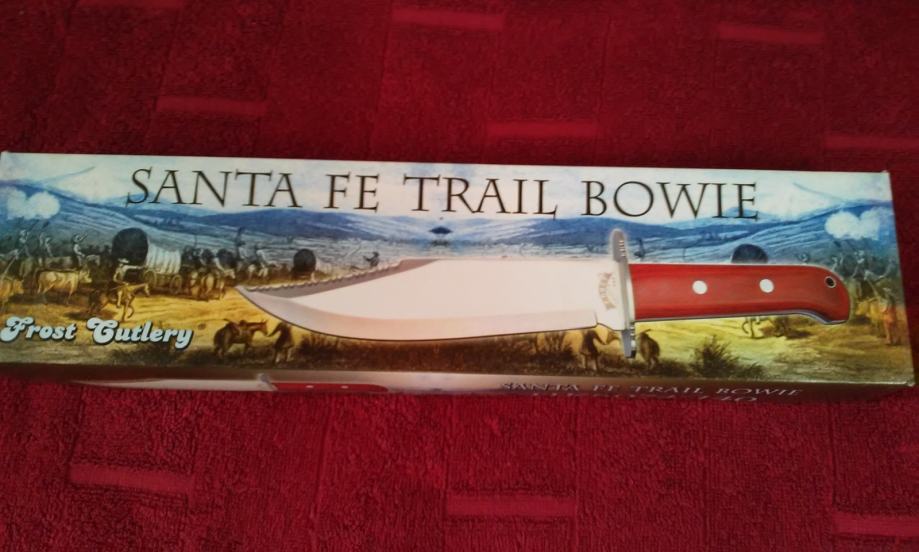 SANTA FE TRAIL BOWIE
Frost Cutlery®
SANTA FE TRAIL BOWIE